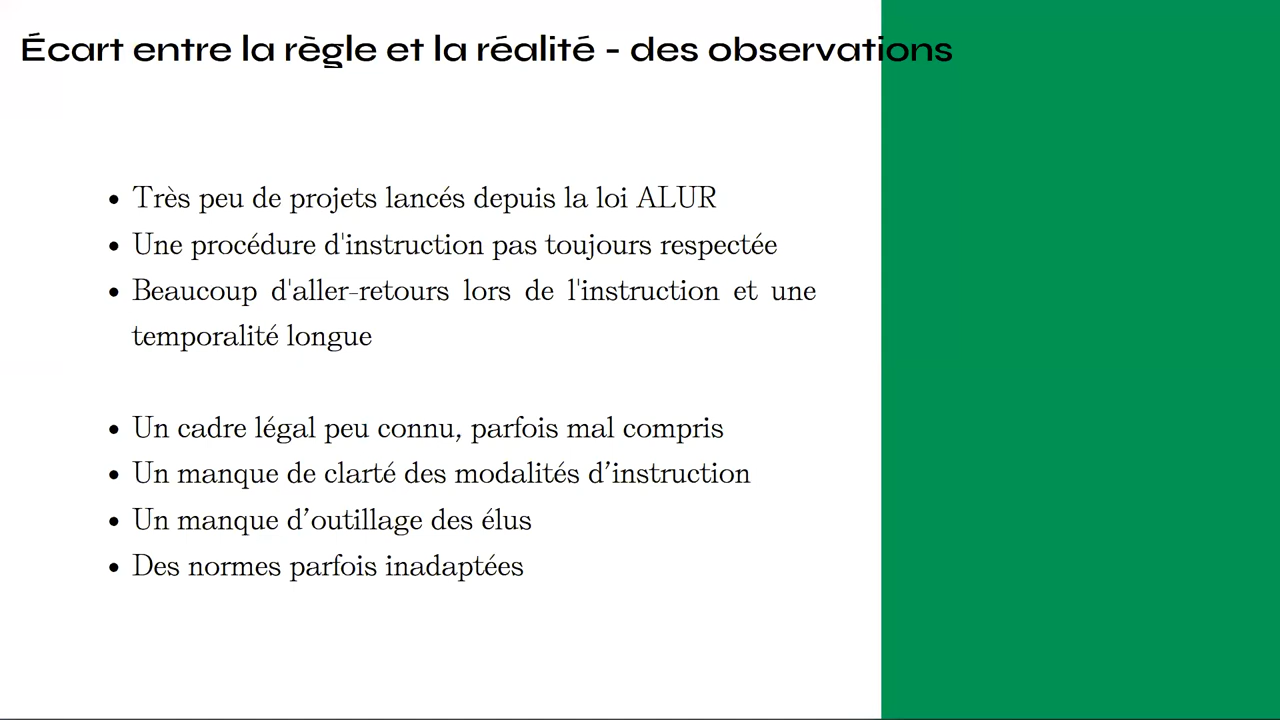 Écart entre la règle et la réalité - des observations
• Très peu de projets lancés depuis la loi ALUR
• Une procédure d'instruction pas toujours respectée
• Beaucoup d'aller-retours lors de l'instruction et une
temporalité longue
• Un cadre légal peu connu, parfois mal compris
• Un manque de clarté des modalités d’instruction
• Un manque d’outillage des élus
• Des normes parfois inadaptées